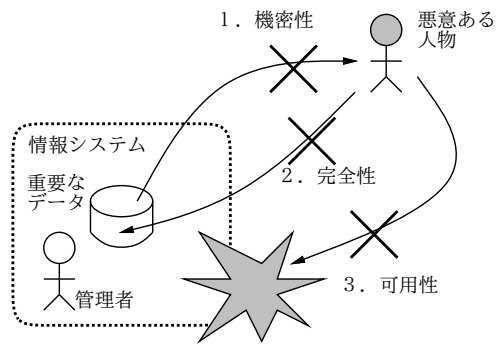 １．機密性
悪意ある
人物
情報システム
重要な
データ
２．完全性
管理者
３．可用性